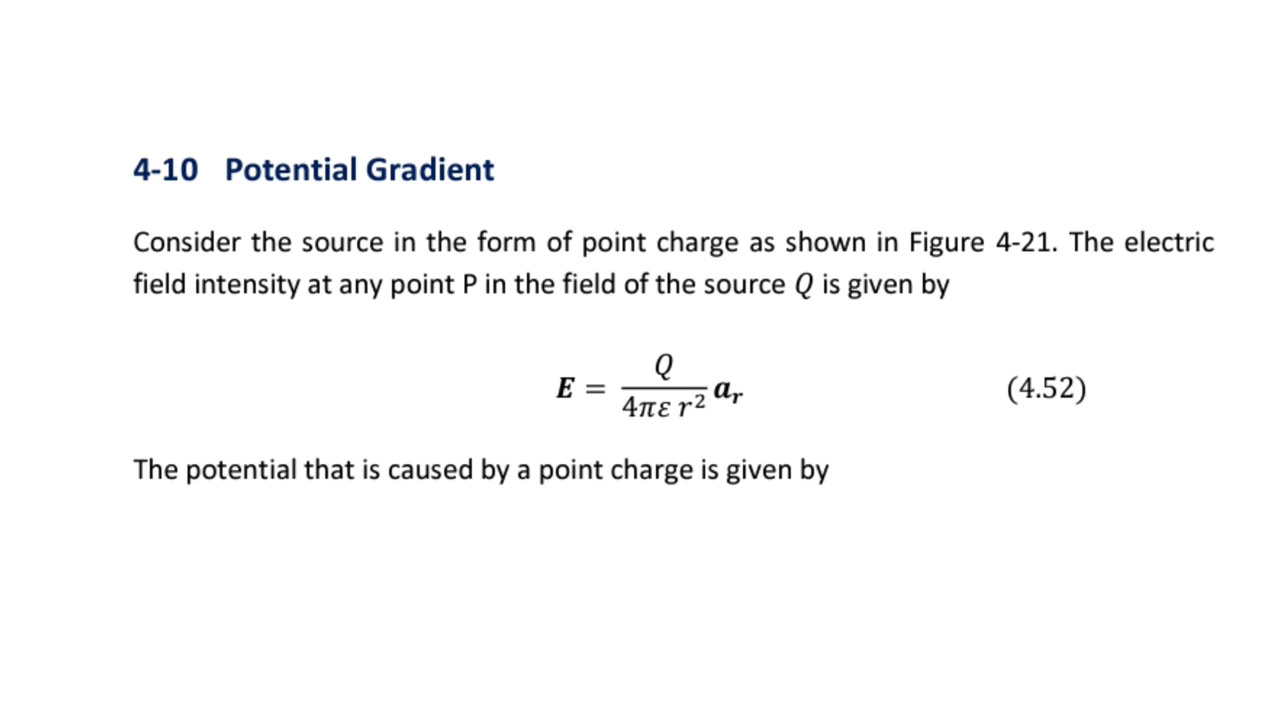 4-10 Potential Gradient
Consider the source in the form of point charge as shown in Figure 4-21. The electric
field intensity at any point P in the field of the source Q is given by
E = Q / (4πε r²) aᵣ (4.52)
The potential that is caused by a point charge is given by